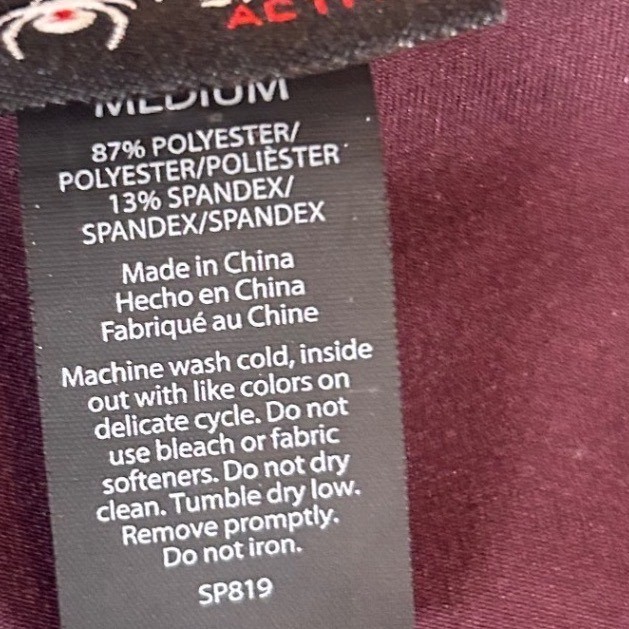 ACTI
MEDIUM
87% POLYESTER/
POLYESTER/POLIÈSTER
13% SPANDEX/
SPANDEX/SPANDEX
Made in China
Hecho en China
Fabriqué au Chine
Machine wash cold, inside
out with like colors on
delicate cycle. Do not
use bleach or fabric
softeners. Do not dry
clean. Tumble dry low.
Remove promptly.
Do not iron.
SP819